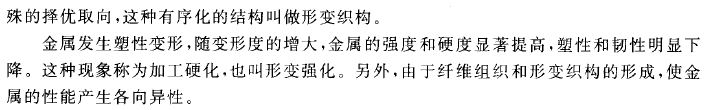 殊的择优取向,这种有序化的结构叫做形变织构。
金属发生塑性变形,随变形度的增大,金属的强度和硬度显著提高,塑性和韧性明显下
降。这种现象称为加工硬化,也叫形变强化。另外,由于纤维组织和形变织构的形成,使金
属的性能产生各向异性。